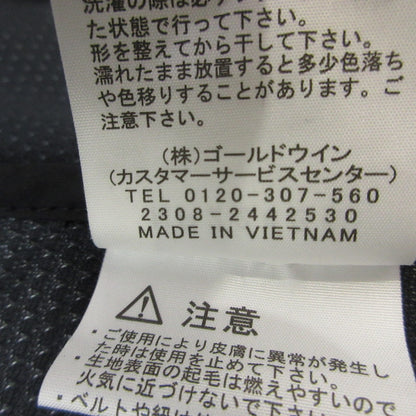 洗濯の際は必ず
た状態で行って下さい。
形を整えてから干して下さい。
濡れたまま放置すると多少色落ち
や色移りすることがあります。ご
注意下さい。
(株)ゴールドウイン
(カスタマーサービスセンター)
TEL 0120-307-560
2308-2442530
MADE IN VIETNAM
注意
・ご使用により皮膚に異常が発生し
た時は使用を止めて下さい。
・生地表面の起毛は燃えやすいので
火気に近づけないで下さ
・ベルトや紐は